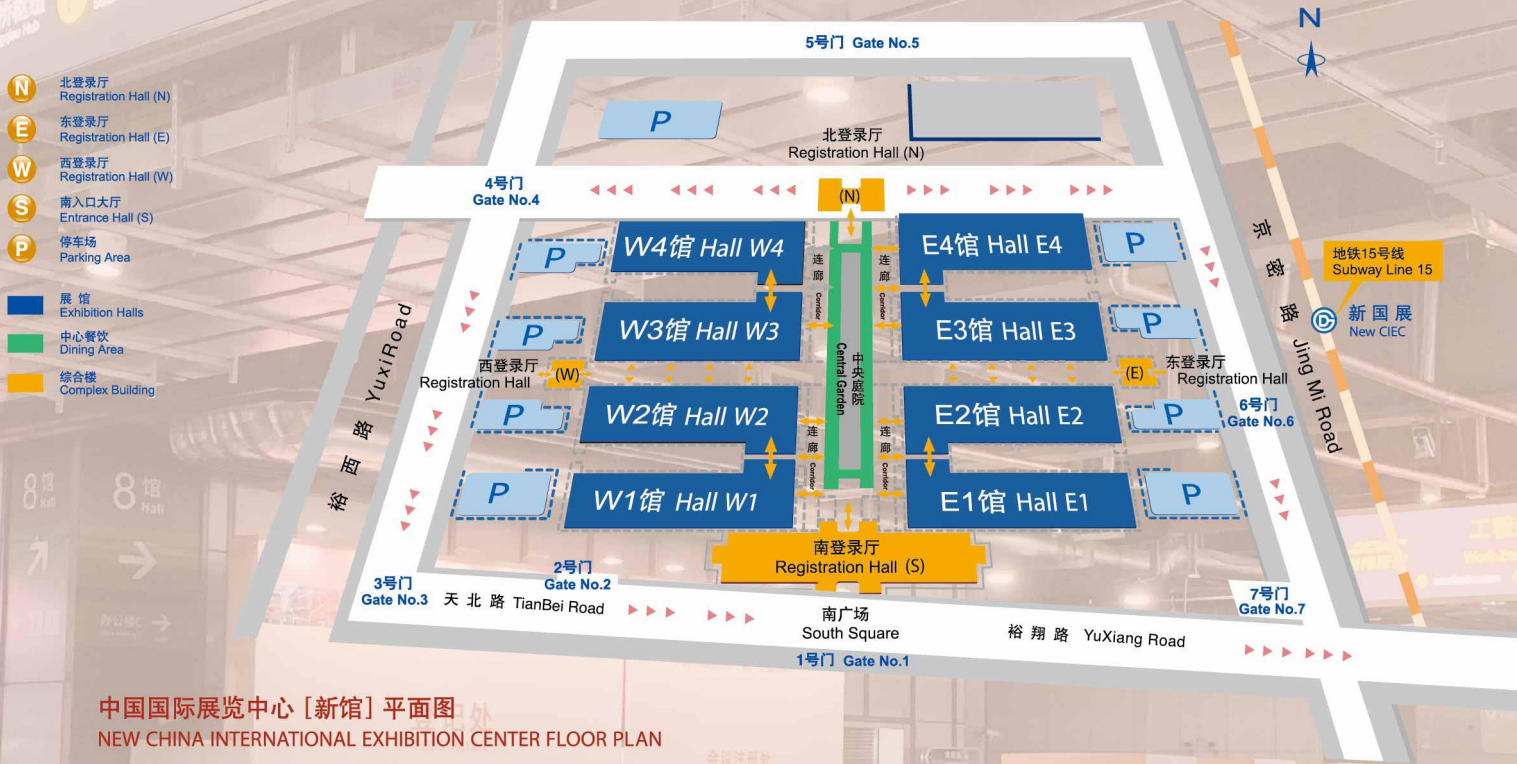 N
北登录厅
Registration Hall (N)
E
东登录厅
Registration Hall (E)
W
西登录厅
Registration Hall (W)
S
南入口大厅
Entrance Hall (S)
P
停车场
Parking Area
展 馆
Exhibition Halls
中心餐饮
Dining Area
综合楼
Complex Building
5号门 Gate No.5
N
P
北登录厅
Registration Hall (N)
4号门
Gate No.4
(N)
W4馆 Hall W4
E4馆 Hall E4
P
P
连廊
Corridor
连廊
Corridor
京密路 Jing Mi Road
地铁15号线
Subway Line 15
新国展
New CIEC
W3馆 Hall W3
E3馆 Hall E3
P
P
裕西路 YuxiRoad
中央庭院
Central Garden
西登录厅
Registration Hall
(W)
(E)
东登录厅
Registration Hall
W2馆 Hall W2
E2馆 Hall E2
P
P
6号门
Gate No.6
连廊
Corridor
连廊
Corridor
W1馆 Hall W1
E1馆 Hall E1
P
P
8馆
Hall
8馆
Hall
南登录厅
Registration Hall (S)
2号门
Gate No.2
3号门
Gate No.3
天北路 TianBei Road
南广场
South Square
裕翔路 YuXiang Road
7号门
Gate No.7
1号门 Gate No.1
中国国际展览中心 [新馆] 平面图
NEW CHINA INTERNATIONAL EXHIBITION CENTER FLOOR PLAN